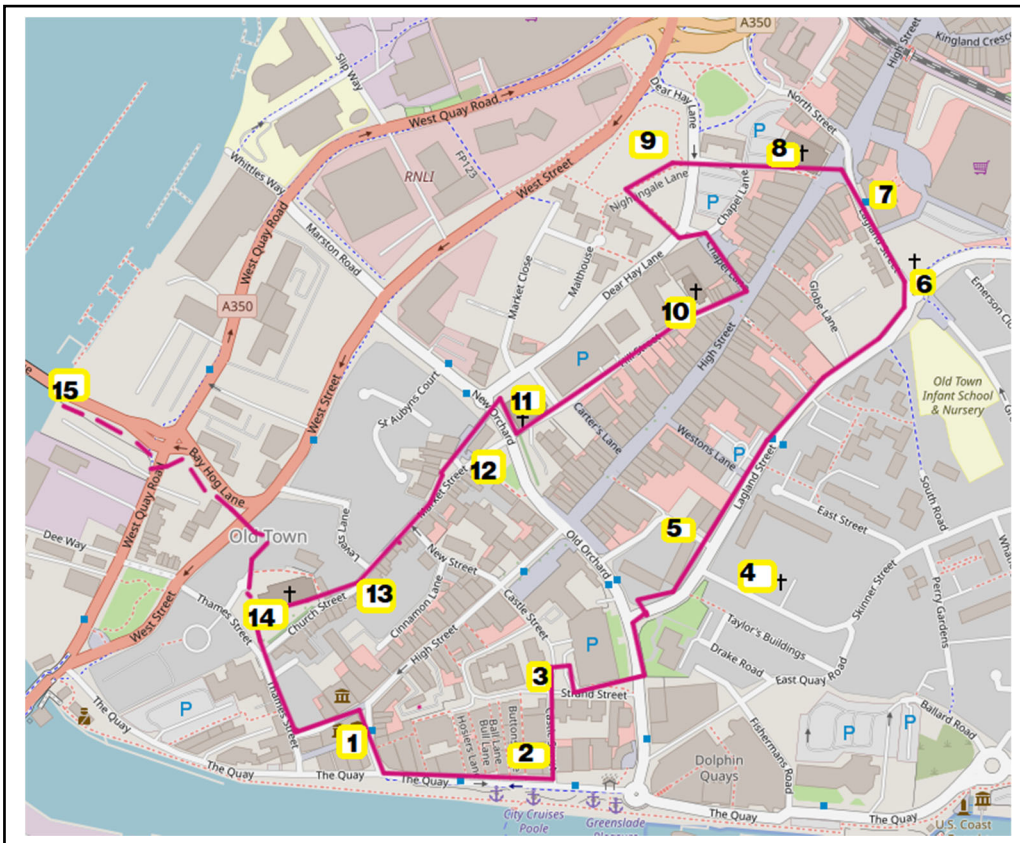 A350
High Street
Kingland Cresc
Slip Way
Dear Hay Lane
North Street
West Quay Road
P
9
8
FP123
RNLI
West Street
Whittles Way
Nightingale Lane
P
Chapel Lane
7
Lagland Street
West Quay Road
Marston Road
Malthouse
Market Close
Dear Hay Lane
Chapel Lane
6
Emerson Clo
Glebe Lane
A350
10
P
Hill Street
High Street
15
St Aubyns Court
New Orchard
11
Old Town
Infant School
& Nursery
West Street
Carter's Lane
Westons Lane
P
12
Market Street
Lagland Street
Bay Hog Lane
West Quay Road
South Road
East Street
Old Town
Levets Lane
5
Old Orchard
Dee Way
New Street
4
Skinner Street
Perry Gardens
13
Castle Street
Cinnamon Lane
West Street
Thames Street
14
Church Street
High Street
P
Taylor's Buildings
Drake Road
East Quay Road
3
Strand Street
The Quay
P
Thames Street
Ballard Road
P
P
Fishermans Road
Hosiers Lan
Ball Lane
Bull Lane
1
2
Dolphin
Quays
The Quay
The Quay
The Quay
The Quay
The Quay
City Cruises
Poole
Greenslade
U.S. Coast